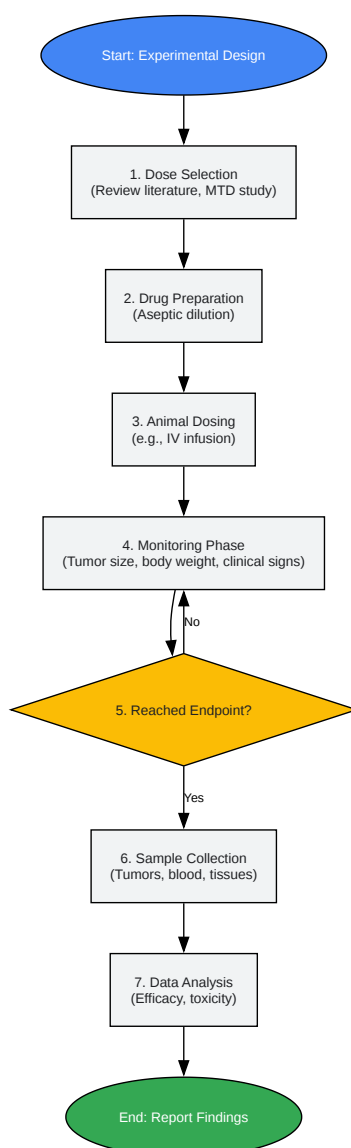 Start: Experimental Design
1. Dose Selection
(Review literature, MTD study)
2. Drug Preparation
(Aseptic dilution)
3. Animal Dosing
(e.g., IV infusion)
4. Monitoring Phase
(Tumor size, body weight, clinical signs)
No
5. Reached Endpoint?
Yes
6. Sample Collection
(Tumors, blood, tissues)
7. Data Analysis
(Efficacy, toxicity)
End: Report Findings